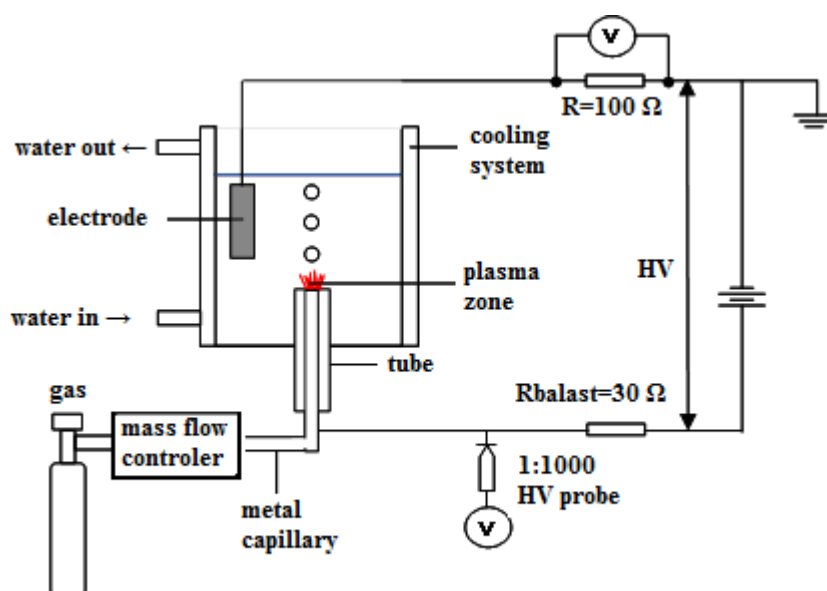 V
R=100 Ω
water out ←
cooling
system
electrode
HV
plasma
zone
water in →
tube
gas
Rbalast=30 Ω
mass flow
controler
1:1000
HV probe
metal
capillary
V